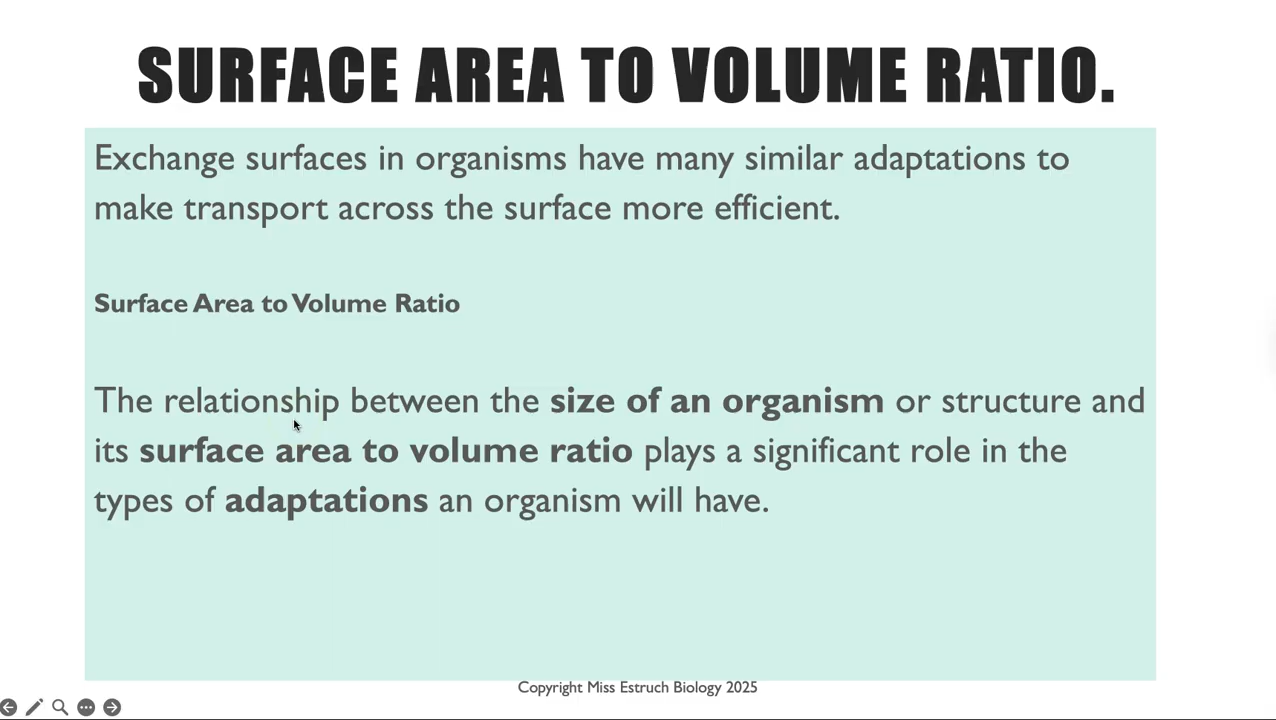 SURFACE AREA TO VOLUME RATIO.
Exchange surfaces in organisms have many similar adaptations to
make transport across the surface more efficient.
Surface Area to Volume Ratio
The relationship between the size of an organism or structure and
its surface area to volume ratio plays a significant role in the
types of adaptations an organism will have.
Copyright Miss Estruch Biology 2025